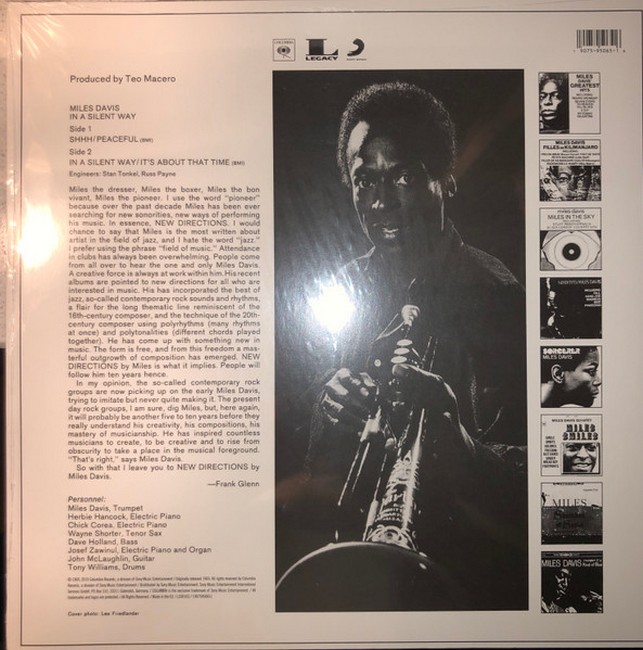 COLUMBIA
LEGACY
1 9075-85065-1 4
Produced by Teo Macero
MILES DAVIS
IN A SILENT WAY
Side 1
SHHH/PEACEFUL (BMI)
Side 2
IN A SILENT WAY/IT'S ABOUT THAT TIME (BMI)
Engineers: Stan Tonkel, Russ Payne
Miles the dresser, Miles the boxer, Miles the bon
vivant, Miles the pioneer. I use the word "pioneer"
because over the past decade Miles has been ever
searching for new sonorities, new ways of performing
his music. In essence, NEW DIRECTIONS. I would
chance to say that Miles is the most written about
artist in the field of jazz, and I hate the word "jazz."
I prefer using the phrase "field of music." Attendance
in clubs has always been overwhelming. People come
from all over to hear the one and only Miles Davis.
A creative force is always at work within him. His recent
albums are pointed to new directions for all who are
interested in music. His has incorporated the best of
jazz, so-called contemporary rock sounds and rhythms,
a flair for the long thematic line reminiscent of the
16th-century composer, and the technique of the 20th-
century composer using polyrhythms (many rhythms
at once) and polytonalities (different chords played
together). He has come up with something new in
music. The form is free, and from this freedom a mas-
terful outgrowth of composition has emerged. NEW
DIRECTIONS by Miles is what it implies. People will
follow him ten years hence.
In my opinion, the so-called contemporary rock
groups are now picking up on the early Miles Davis,
trying to imitate but never quite making it. The present
day rock groups, I am sure, dig Miles, but, here again,
it will probably be another five to ten years before they
really understand his creativity, his compositions, his
mastery of musicianship. He has inspired countless
musicians to create, to be creative and to rise from
obscurity to take a place in the musical foreground.
"That's right," says Miles Davis.
So with that I leave you to NEW DIRECTIONS by
Miles Davis.
—Frank Glenn
Personnel:
Miles Davis, Trumpet
Herbie Hancock, Electric Piano
Chick Corea, Electric Piano
Wayne Shorter, Tenor Sax
Dave Holland, Bass
Josef Zawinul, Electric Piano and Organ
John McLaughlin, Guitar
Tony Williams, Drums
Cover photo: Lee Friedlander
MILES
DAVIS'
GREATEST
HITS
MILES DAVIS
FILLES DE KILIMANJARO
MILES IN THE SKY
NEFERTITI/MILES DAVIS
SORCERER
MILES DAVIS
MILES DAVIS QUINTET
MILES
SMILES
MILES
MILES DAVIS